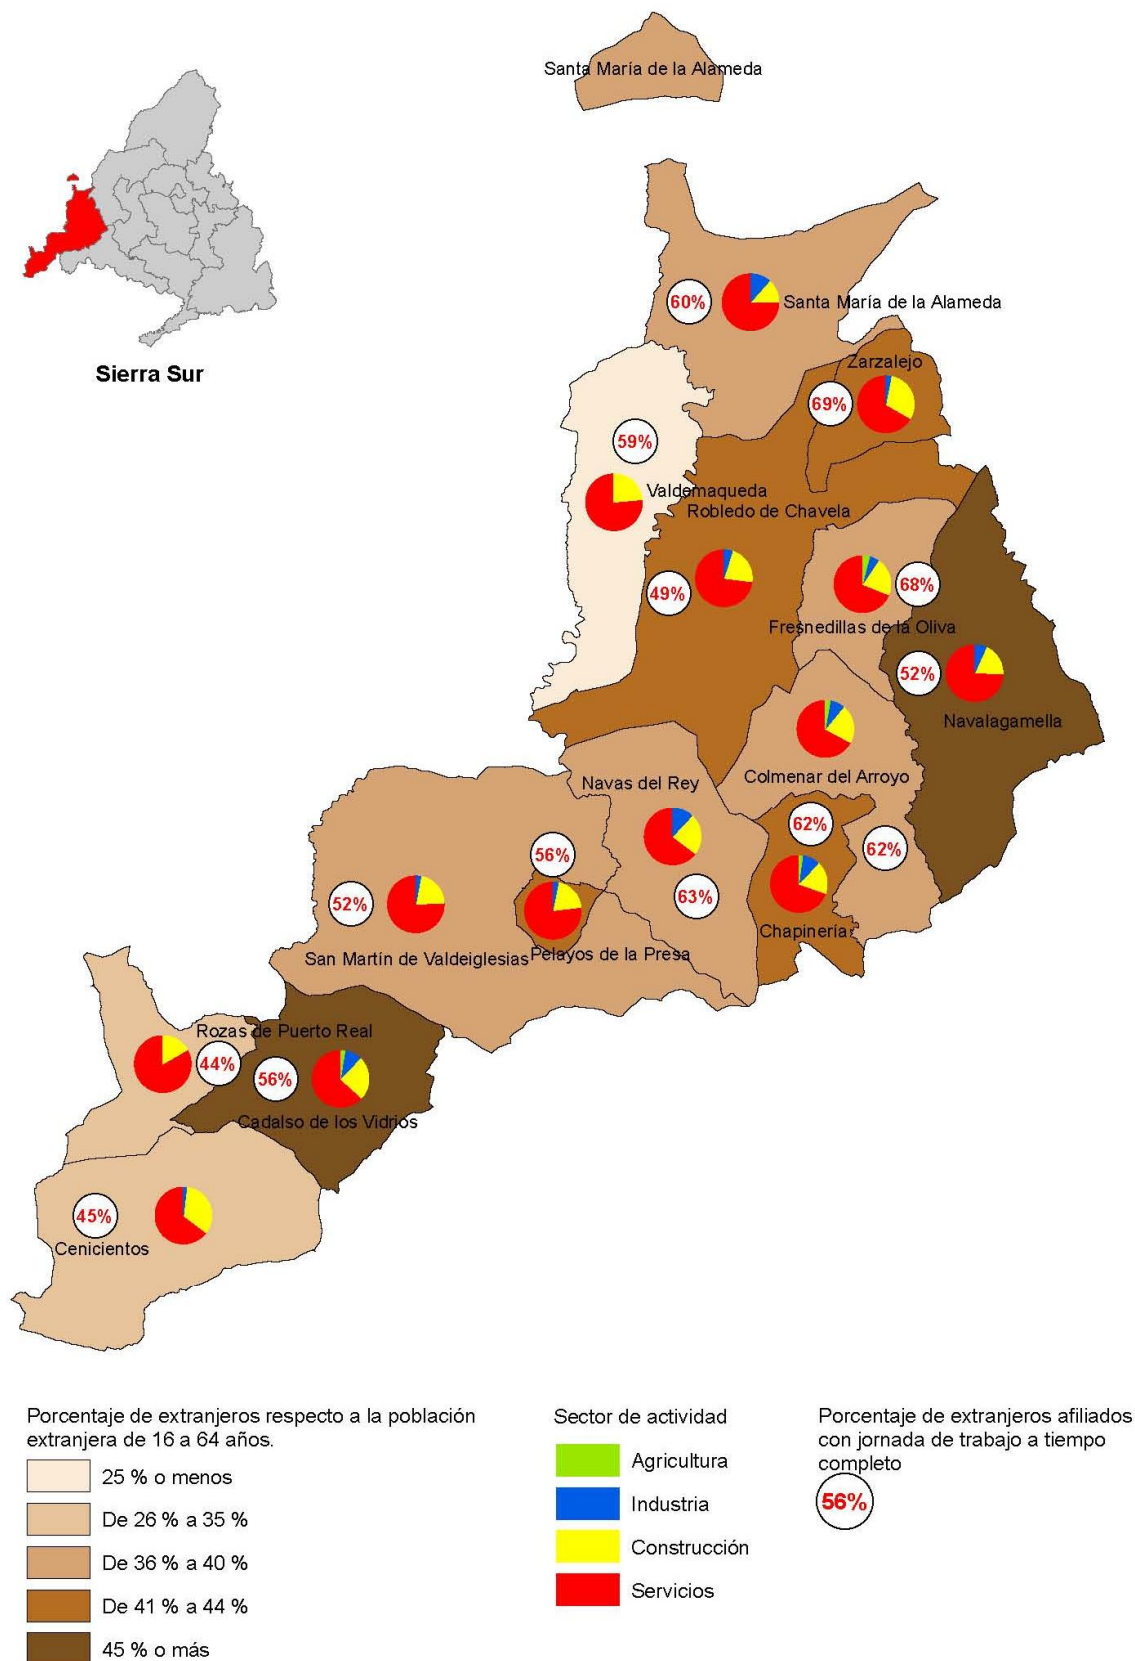 Santa María de la Alameda
Sierra Sur
60%
Santa María de la Alameda
Zarzalejo
69%
59%
Valdemaqueda
Robledo de Chavela
49%
68%
Fresnedillas de la Oliva
52%
Navalagamella
Colmenar del Arroyo
Navas del Rey
62%
62%
56%
63%
52%
Chapinería
San Martín de Valdeiglesias
Pelayos de la Presa
Rozas de Puerto Real
44%
56%
Cadalso de los Vidrios
45%
Cenicientos
Porcentaje de extranjeros respecto a la población
extranjera de 16 a 64 años.
25 % o menos
De 26 % a 35 %
De 36 % a 40 %
De 41 % a 44 %
45 % o más
Sector de actividad
Agricultura
Industria
Construcción
Servicios
Porcentaje de extranjeros afiliados
con jornada de trabajo a tiempo
completo
56%